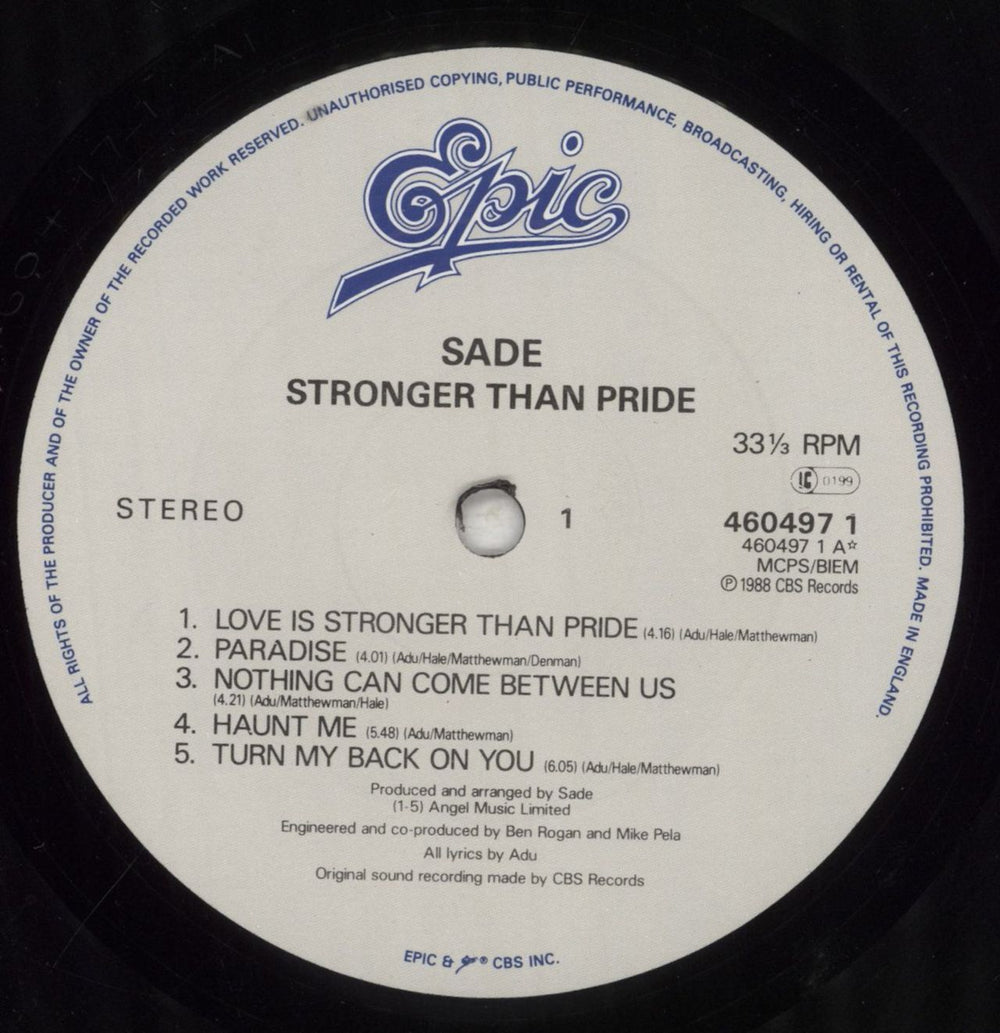 ALL RIGHTS OF THE PRODUCER AND OF THE OWNER OF THE RECORDED WORK RESERVED. UNAUTHORISED COPYING, PUBLIC PERFORMANCE, BROADCASTING, HIRING OR RENTAL OF THIS RECORDING PROHIBITED. MADE IN ENGLAND.
Epic
SADE
STRONGER THAN PRIDE
33⅓ RPM
LC 0199
STEREO
1
460497 1
460497 1 A☆
MCPS/BIEM
℗ 1988 CBS Records
1. LOVE IS STRONGER THAN PRIDE (4.16) (Adu/Hale/Matthewman)
2. PARADISE (4.01) (Adu/Hale/Matthewman/Denman)
3. NOTHING CAN COME BETWEEN US
(4.21) (Adu/Matthewman/Hale)
4. HAUNT ME (5.48) (Adu/Matthewman)
5. TURN MY BACK ON YOU (6.05) (Adu/Hale/Matthewman)
Produced and arranged by Sade
(1-5) Angel Music Limited
Engineered and co-produced by Ben Rogan and Mike Pela
All lyrics by Adu
Original sound recording made by CBS Records
EPIC & ® CBS INC.